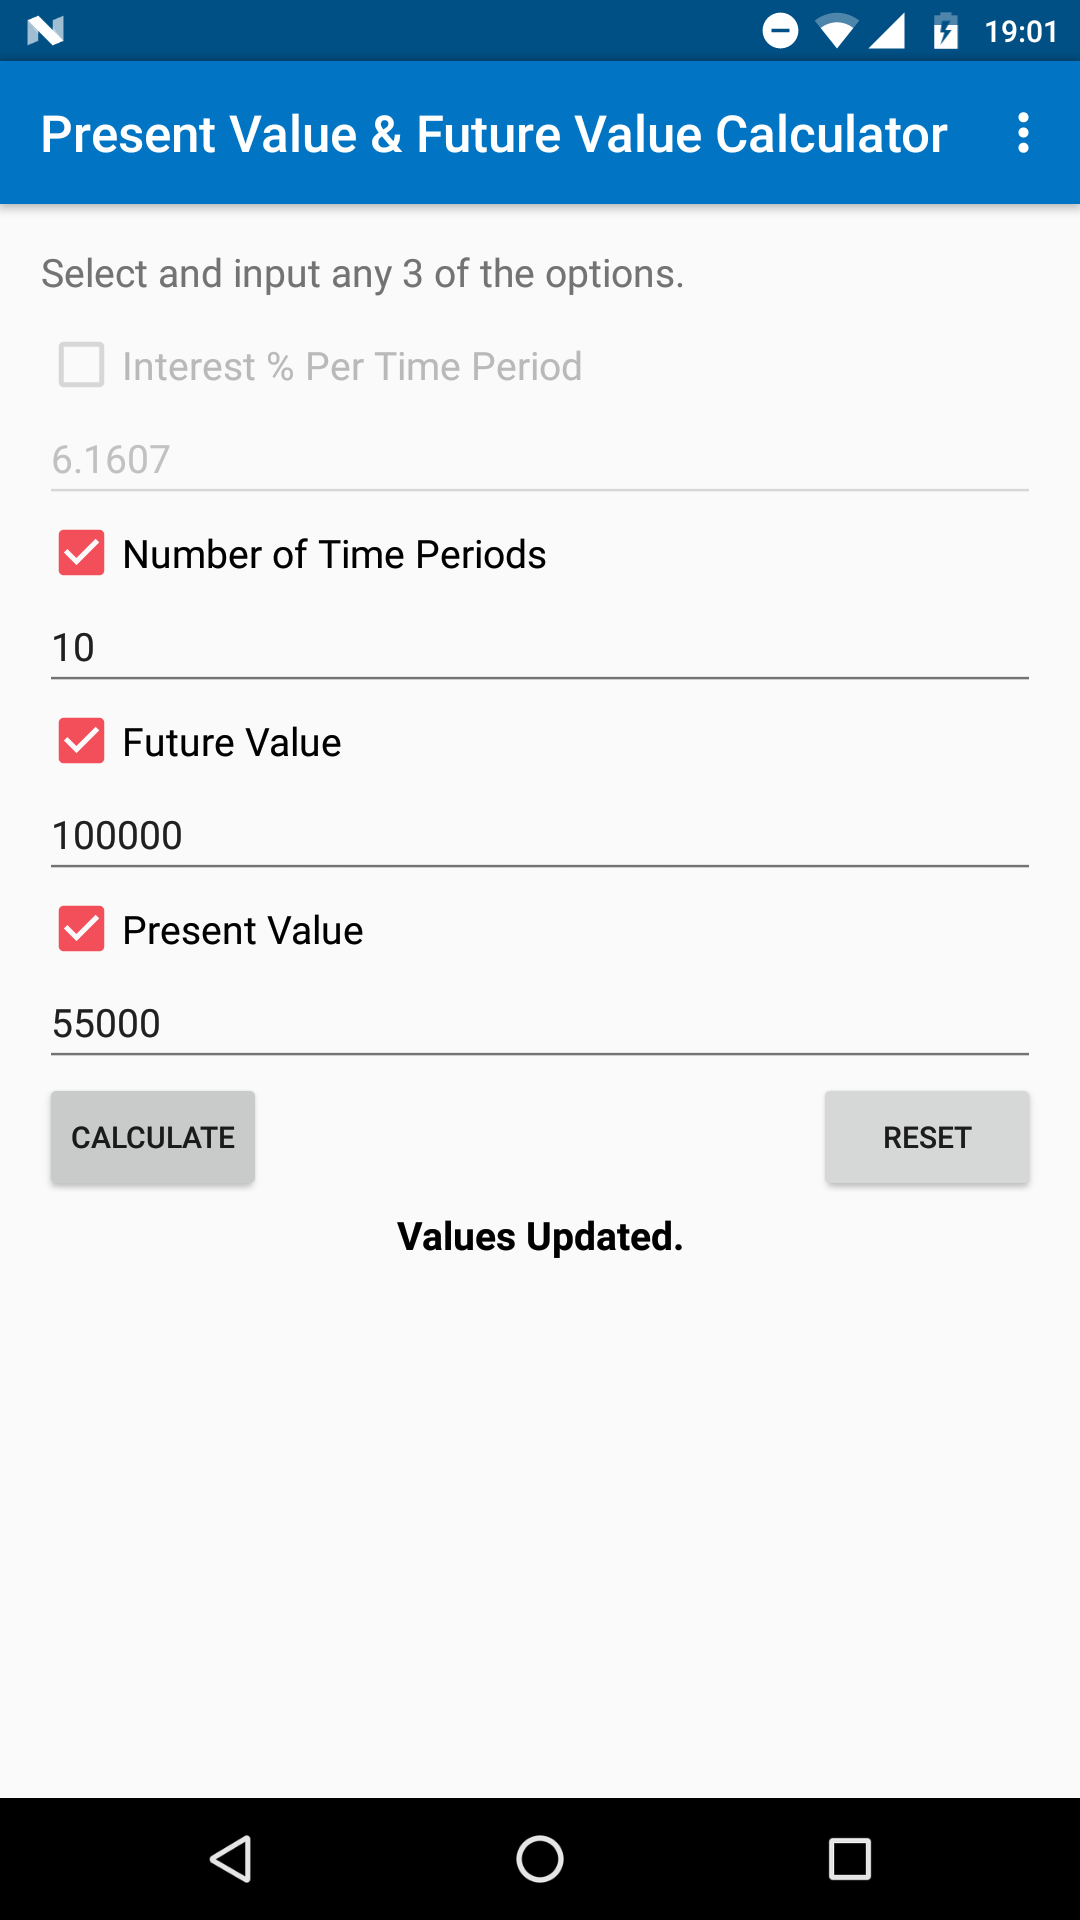 19:01
Present Value & Future Value Calculator
Select and input any 3 of the options.
Interest % Per Time Period
6.1607
Number of Time Periods
10
Future Value
100000
Present Value
55000
CALCULATE RESET
Values Updated.